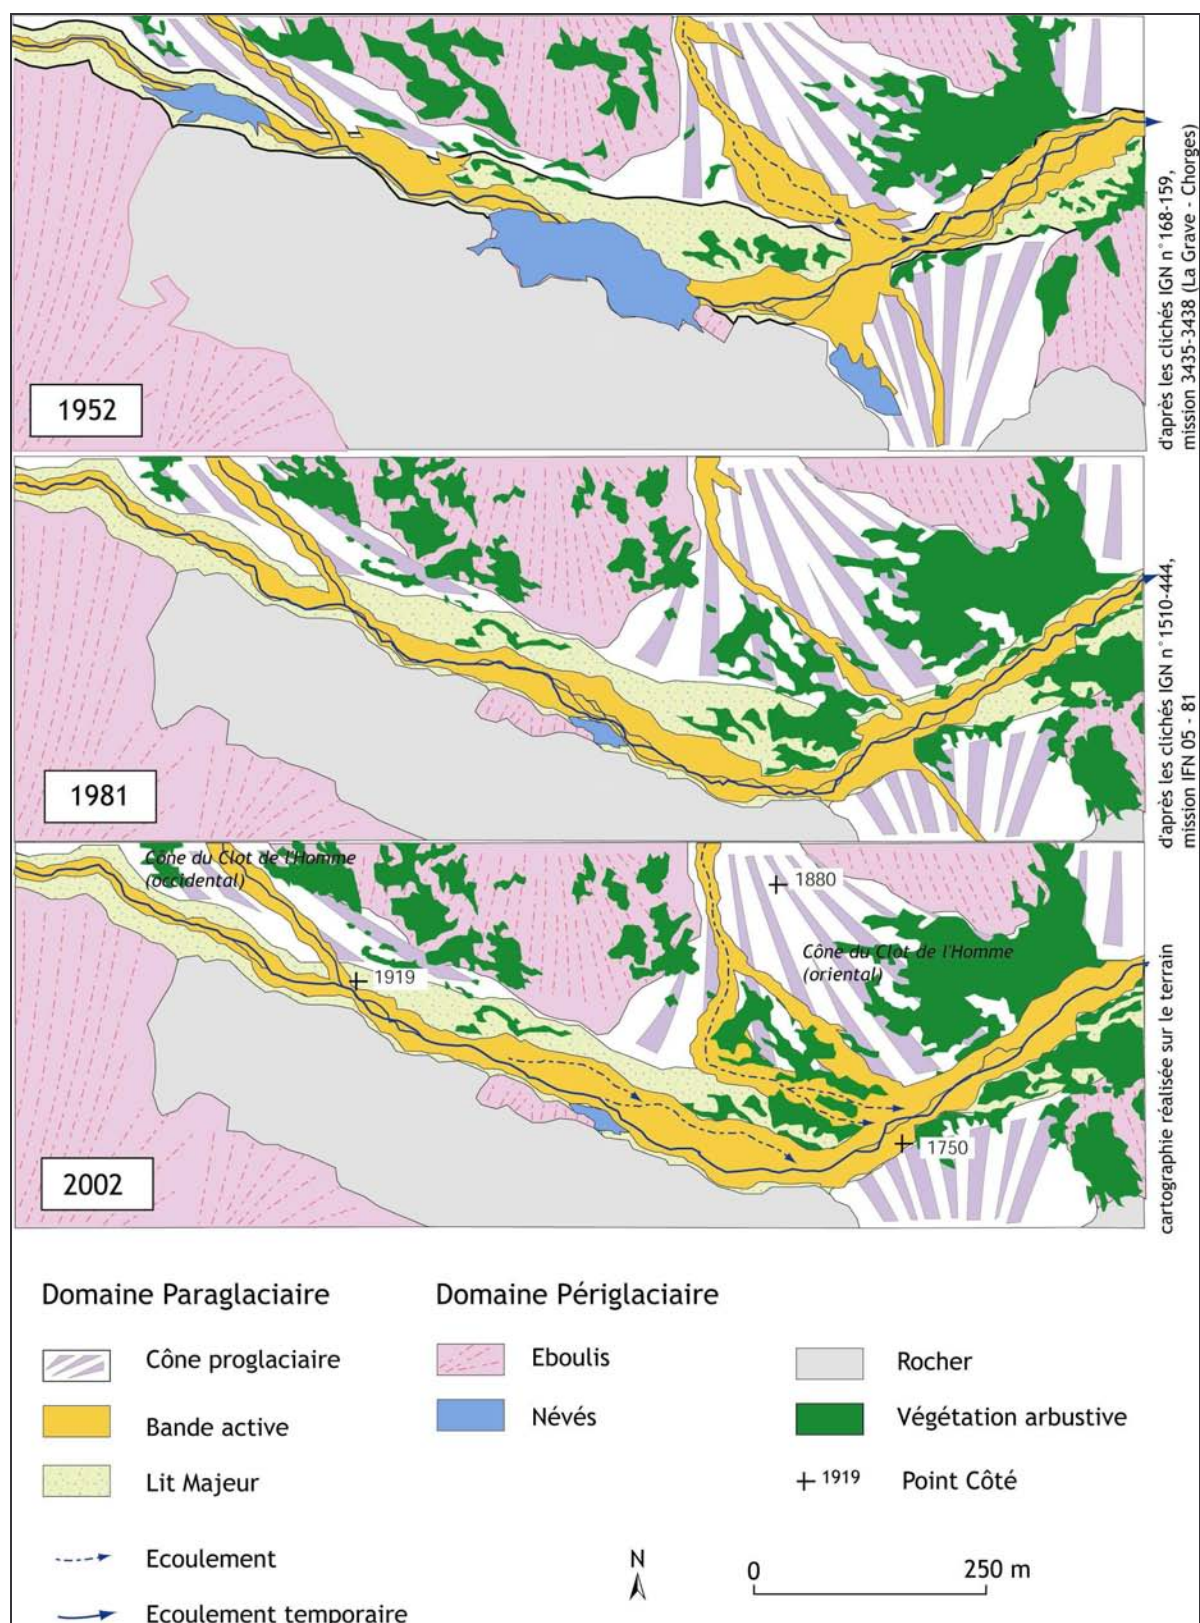 1952
d'après les clichés IGN n°168-159,
mission 3435-3438 (La Grave - Chorges)
1981
d'après les clichés IGN n°1510-444,
mission IFN 05 - 81
Cône du Clot de l'Homme
(occidental)
1880
Cône du Clot de l'Homme
(oriental)
1919
1750
2002
cartographie réalisée sur le terrain
Domaine Paraglaciaire
Cône proglaciaire
Bande active
Lit Majeur
Ecoulement
Ecoulement temporaire
Domaine Périglaciaire
Eboulis
Névés
Rocher
Végétation arbustive
1919 Point Côté
N
0 250 m